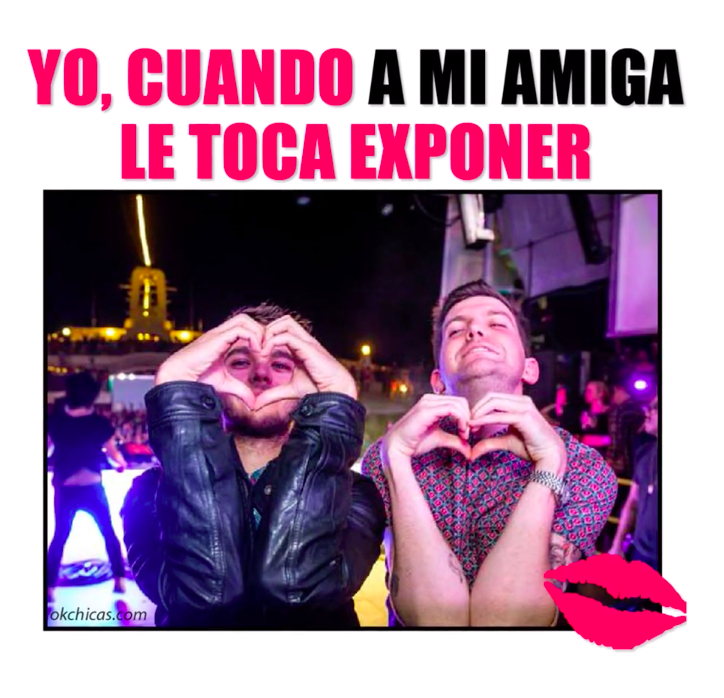 YO, CUANDO A MI AMIGA
LE TOCA EXPONER
okchicas.com